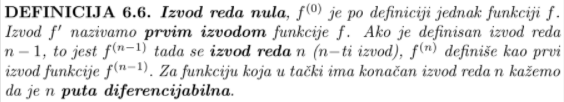 DEFINICIJA 6.6. Izvod reda nula, f⁽⁰⁾ je po definiciji jednak funkciji f.
Izvod f′ nazivamo prvim izvodom funkcije f. Ako je definisan izvod reda
n − 1, to jest f⁽ⁿ⁻¹⁾ tada se izvod reda n (n−ti izvod), f⁽ⁿ⁾ definiše kao prvi
izvod funkcije f⁽ⁿ⁻¹⁾. Za funkciju koja u tački ima konačan izvod reda n kažemo
da je n puta diferencijabilna.